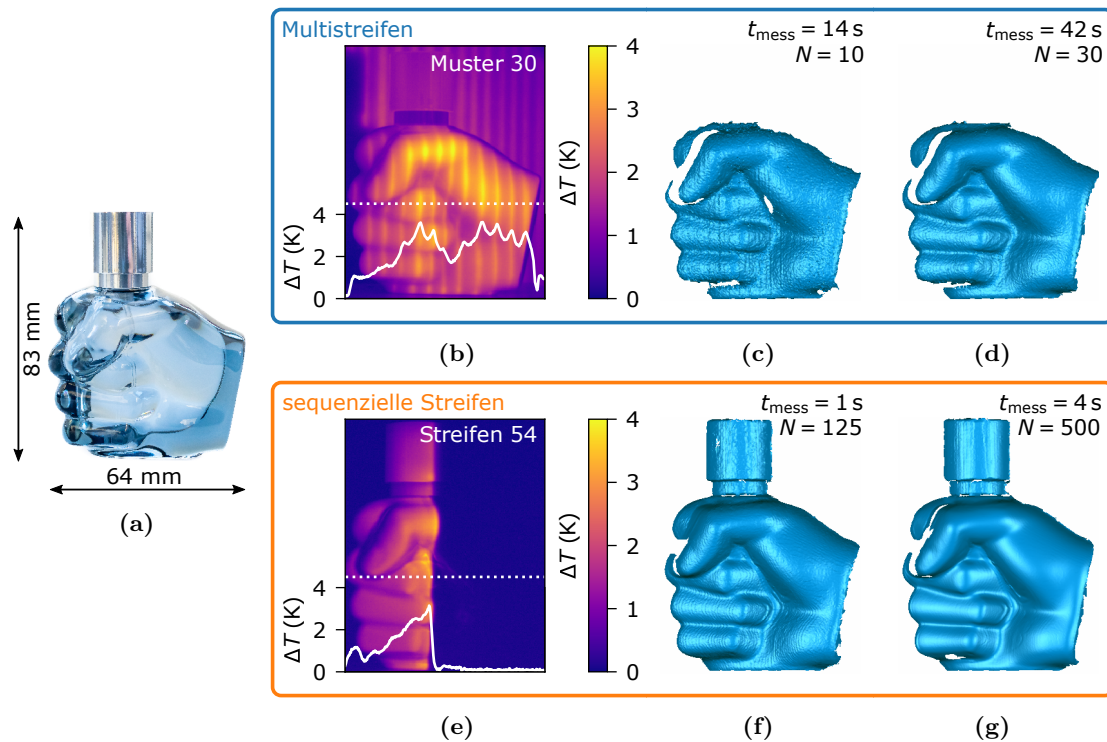 83 mm
64 mm
(a)
Multistreifen
Muster 30
ΔT (K)
4
2
0
ΔT (K)
4
3
2
1
0
(b)
t_mess = 14 s
N = 10
(c)
t_mess = 42 s
N = 30
(d)
sequenzielle Streifen
Streifen 54
ΔT (K)
4
2
0
ΔT (K)
4
3
2
1
0
(e)
t_mess = 1 s
N = 125
(f)
t_mess = 4 s
N = 500
(g)